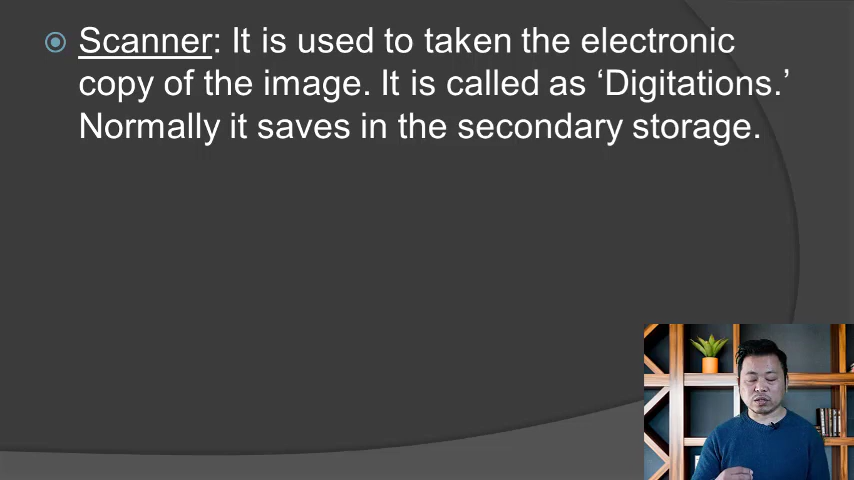 Scanner: It is used to taken the electronic
copy of the image. It is called as ‘Digitations.’
Normally it saves in the secondary storage.